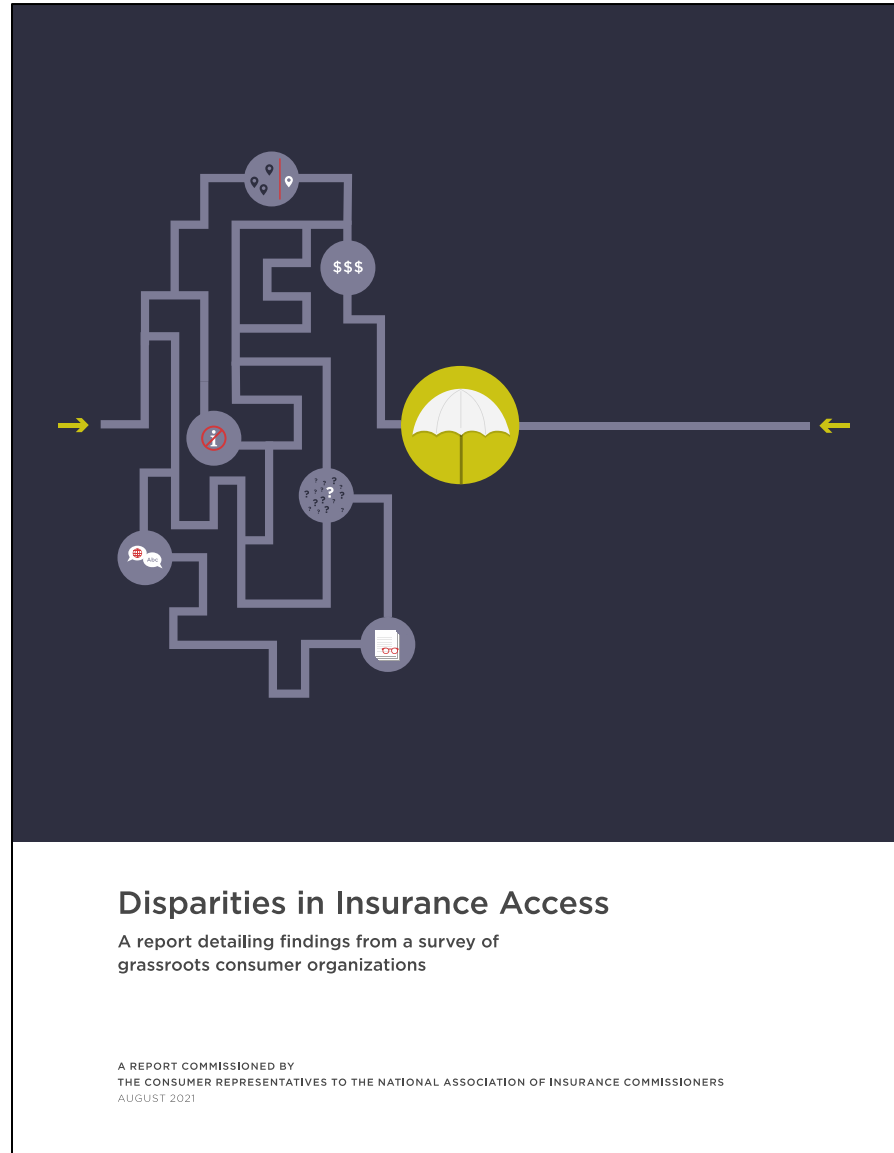 $$$
?
Abc
Disparities in Insurance Access
A report detailing findings from a survey of
grassroots consumer organizations
A REPORT COMMISSIONED BY
THE CONSUMER REPRESENTATIVES TO THE NATIONAL ASSOCIATION OF INSURANCE COMMISSIONERS
AUGUST 2021